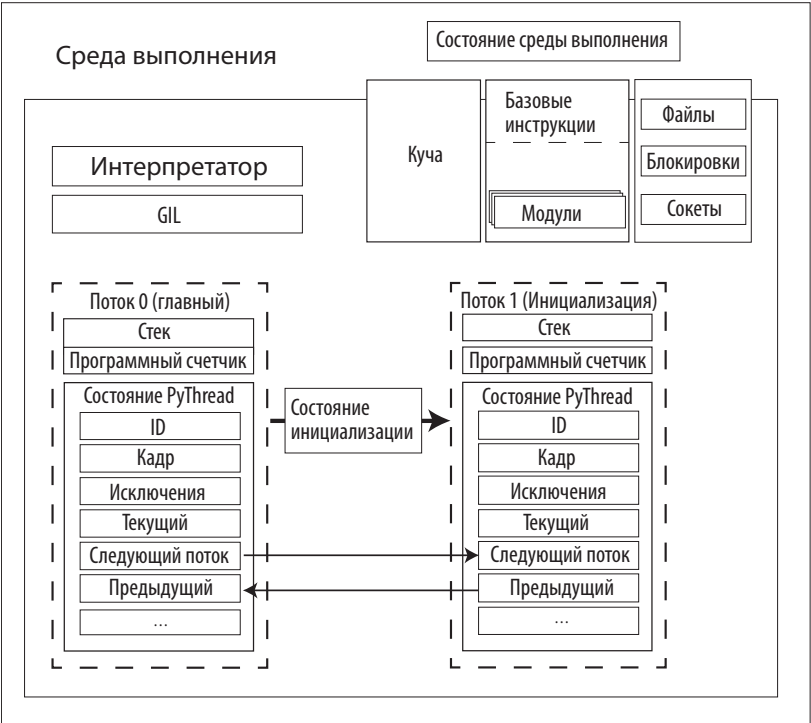 Среда выполнения
Состояние среды выполнения
Интерпретатор
GIL
Куча
Базовые
инструкции
Модули
Файлы
Блокировки
Сокеты
Поток 0 (главный)
Стек
Программный счетчик
Состояние PyThread
ID
Кадр
Исключения
Текущий
Следующий поток
Предыдущий
...
Состояние
инициализации
Поток 1 (Инициализация)
Стек
Программный счетчик
Состояние PyThread
ID
Кадр
Исключения
Текущий
Следующий поток
Предыдущий
...